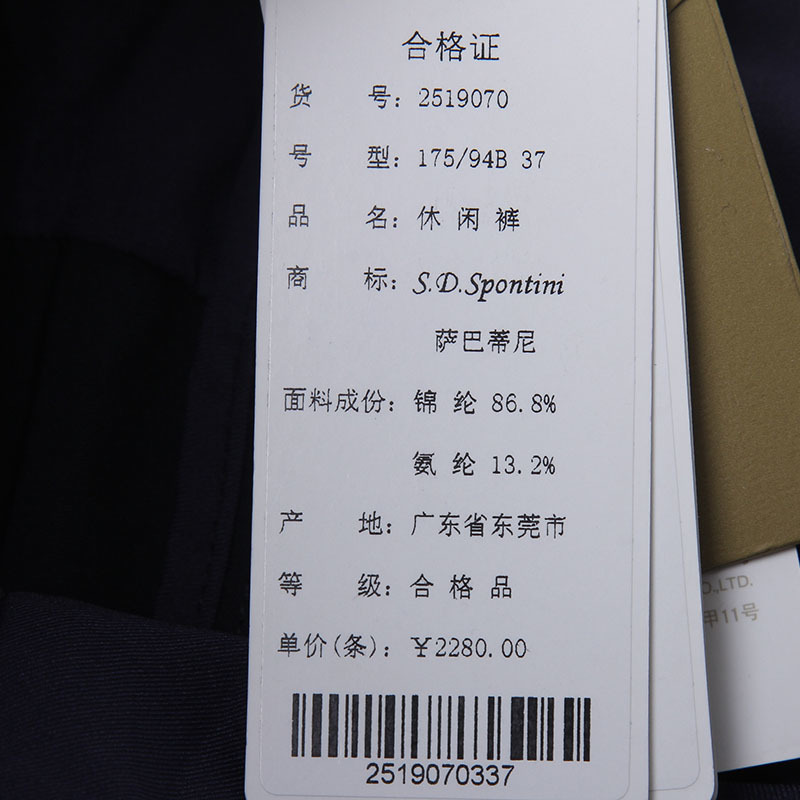 合格证
货 号: 2519070
号 型: 175/94B 37
品 名: 休 闲 裤
商 标: S.D.Spontini
萨巴蒂尼
面料成份: 锦 纶 86.8%
氨 纶 13.2%
产 地: 广东省东莞市
等 级: 合 格 品
单价(条): ¥2280.00
2519070337
O.,LTD.
甲11号